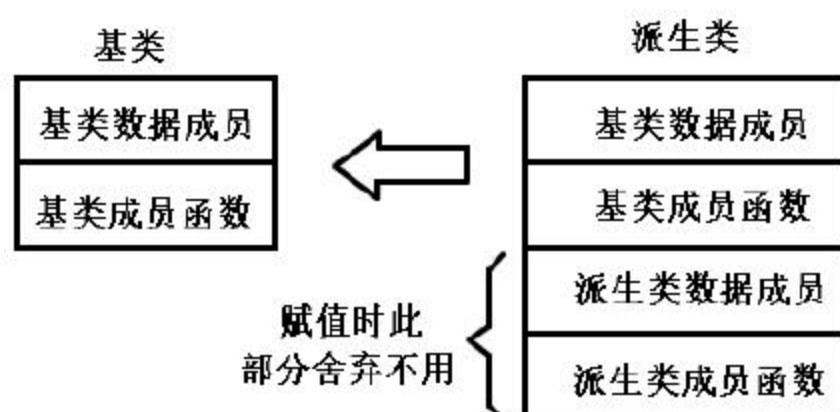 基类
派生类
基类数据成员
基类成员函数
基类数据成员
基类成员函数
派生类数据成员
派生类成员函数
赋值时此
部分舍弃不用